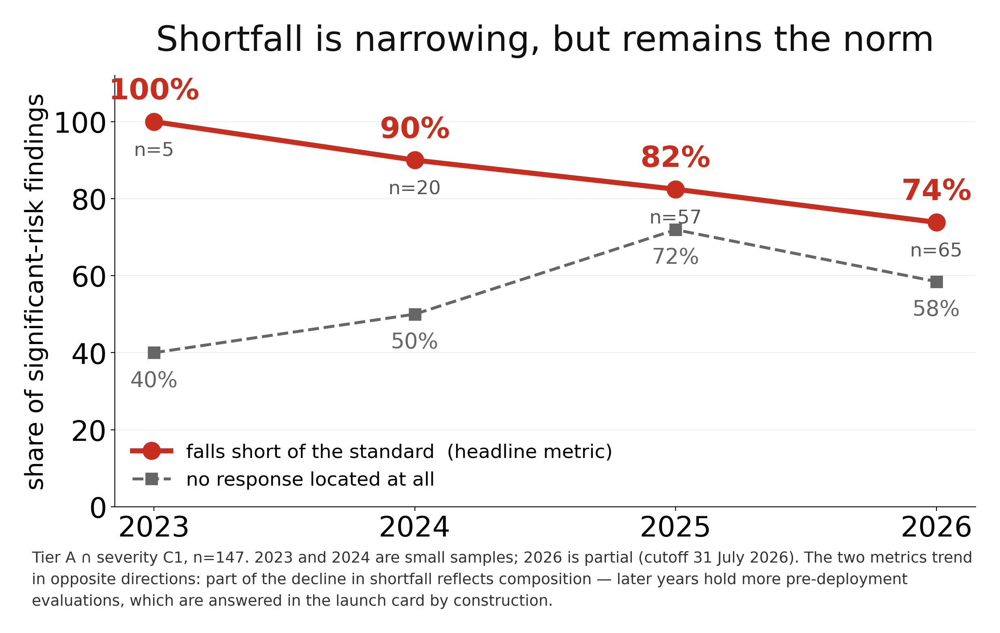 Shortfall is narrowing, but remains the norm
share of significant-risk findings
100
80
60
40
20
0
100%
n=5
90%
n=20
82%
n=57
74%
n=65
40%
50%
72%
58%
falls short of the standard (headline metric)
no response located at all
2023 2024 2025 2026
Tier A ∩ severity C1, n=147. 2023 and 2024 are small samples; 2026 is partial (cutoff 31 July 2026). The two metrics trend
in opposite directions: part of the decline in shortfall reflects composition — later years hold more pre-deployment
evaluations, which are answered in the launch card by construction.